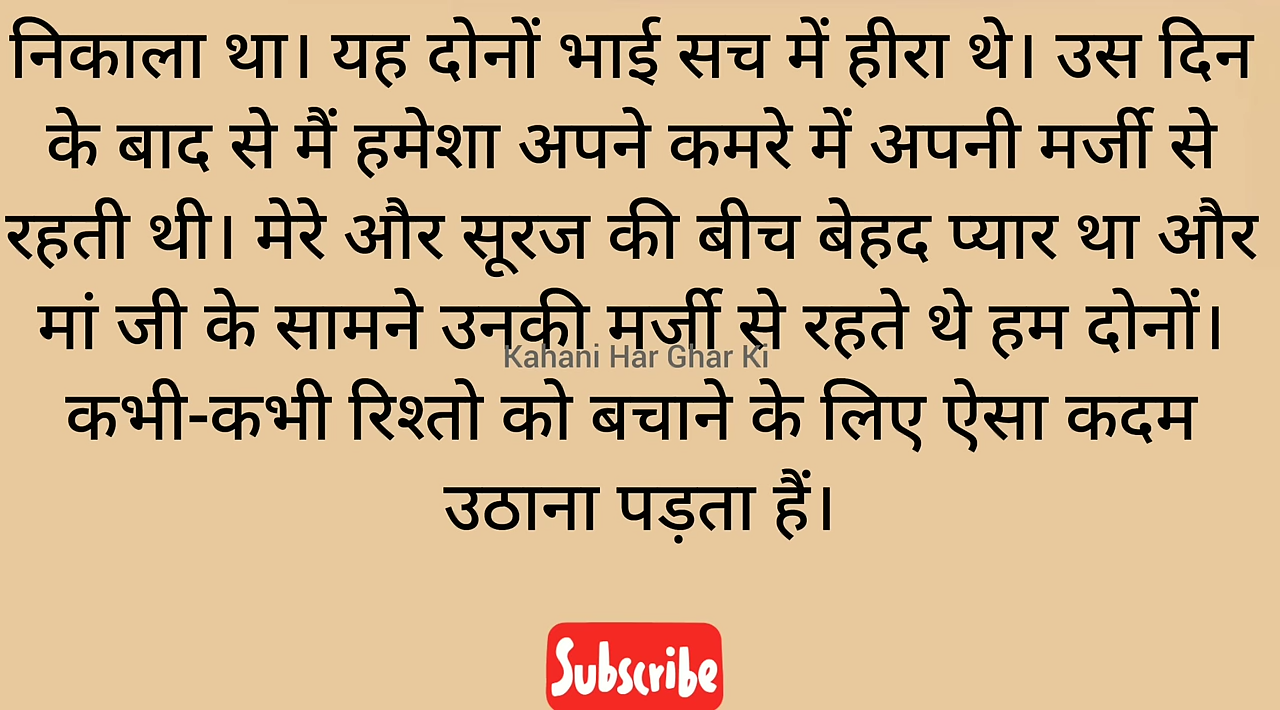 निकाला था। यह दोनों भाई सच में हीरा थे। उस दिन
के बाद से मैं हमेशा अपने कमरे में अपनी मर्जी से
रहती थी। मेरे और सूरज की बीच बेहद प्यार था और
मां जी के सामने उनकी मर्जी से रहते थे हम दोनों।
Kahani Har Ghar Ki
कभी-कभी रिश्तो को बचाने के लिए ऐसा कदम
उठाना पड़ता हैं।
Subscribe